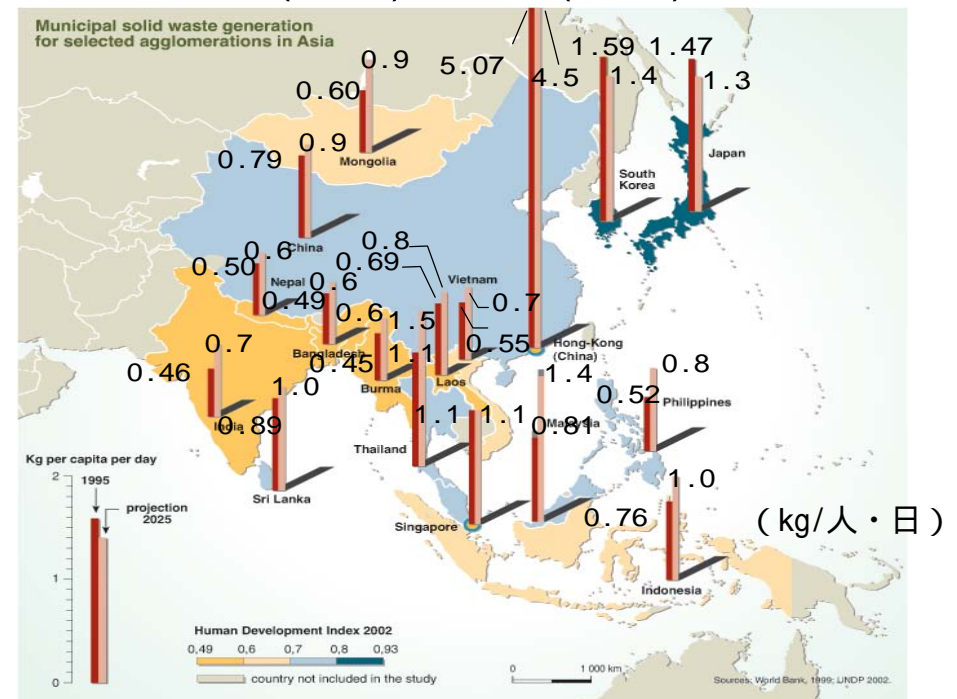 Municipal solid waste generation
for selected agglomerations in Asia
0.9
5.07
4.5
1.59
1.47
0.60
1.4
1.3
Mongolia
0.9
0.79
Japan
South
Korea
China
0.8
0.6
0.50
0.69
Nepal
0.6
Vietnam
0.49
0.6
0.7
1.5
Bangladesh
1.1
0.55
Hong-Kong
(China)
0.45
0.7
0.46
Burma
Laos
1.4
0.8
1.0
0.52
Philippines
India
0.89
1.1
1.1
Malaysia
0.81
Thailand
Kg per capita per day
2
1995
projection
2025
Sri Lanka
1.0
Singapore
0.76
(kg/人・日)
1
Indonesia
Human Development Index 2002
0,49
0,6
0,7
0,8
0,93
country not included in the study
0
0
1 000 km
Sources: World Bank, 1999; UNDP 2002.